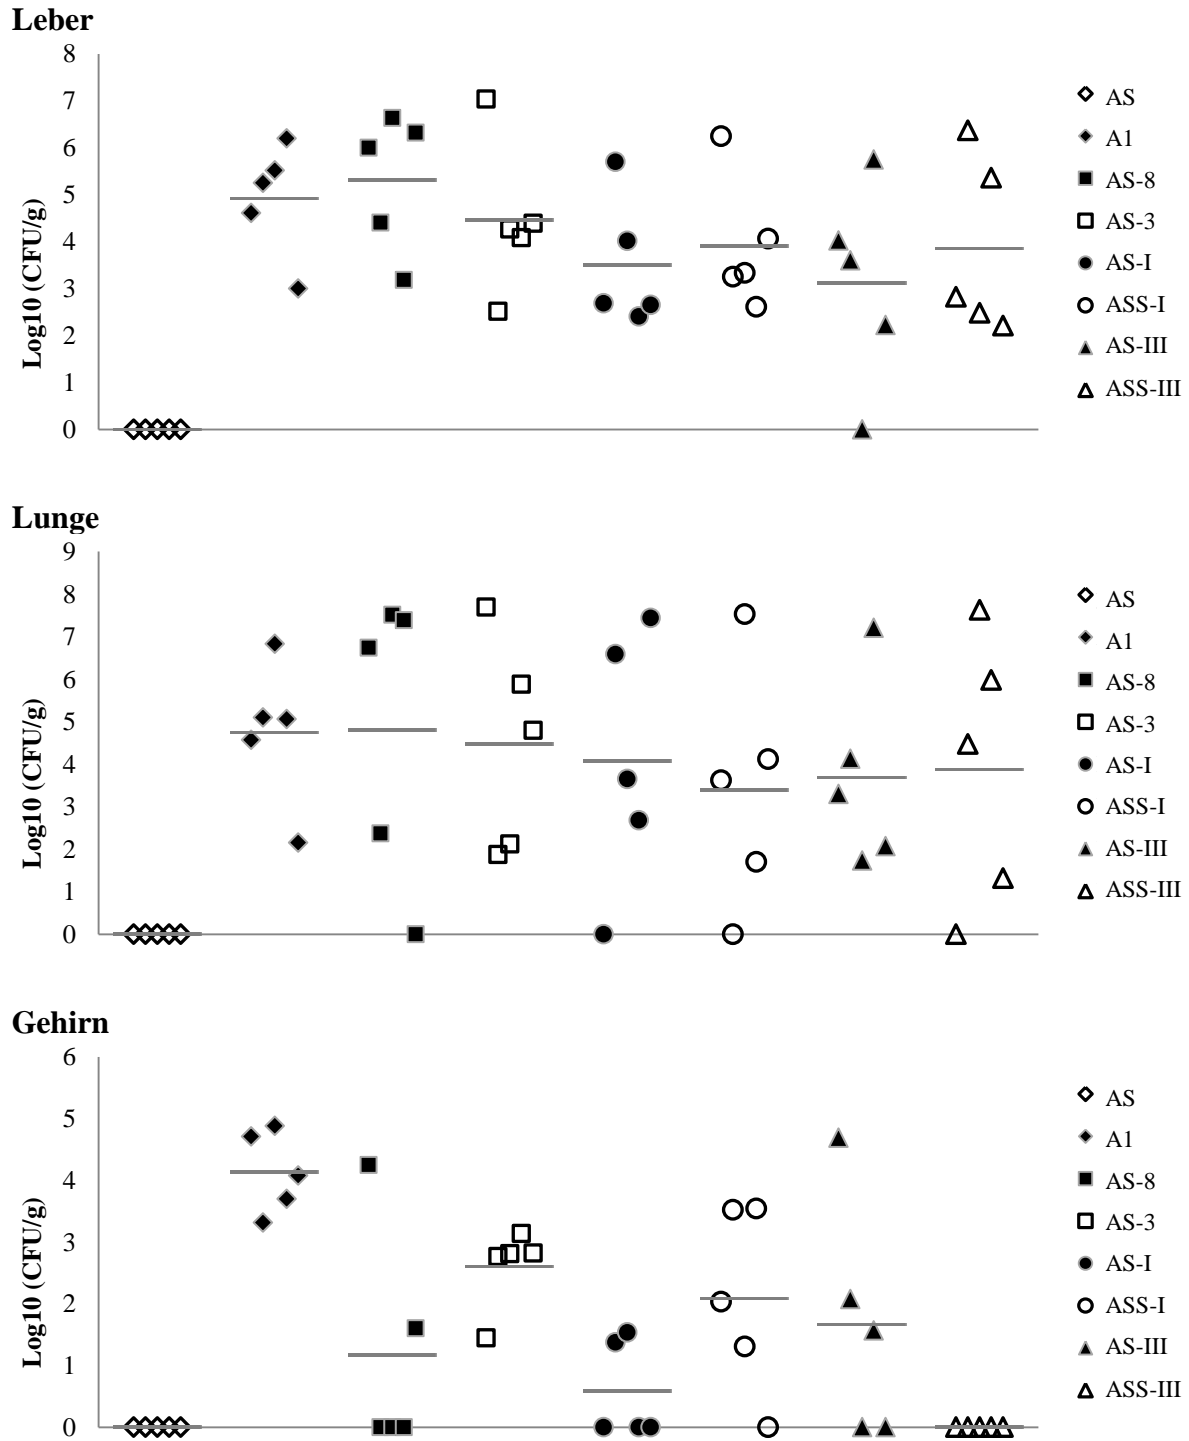 Leber
8
7
6
5
4
3
2
1
0
Log10 (CFU/g)
AS
A1
AS-8
AS-3
AS-I
ASS-I
AS-III
ASS-III
Lunge
9
8
7
6
5
4
3
2
1
0
Log10 (CFU/g)
AS
A1
AS-8
AS-3
AS-I
ASS-I
AS-III
ASS-III
Gehirn
6
5
4
3
2
1
0
Log10 (CFU/g)
AS
A1
AS-8
AS-3
AS-I
ASS-I
AS-III
ASS-III